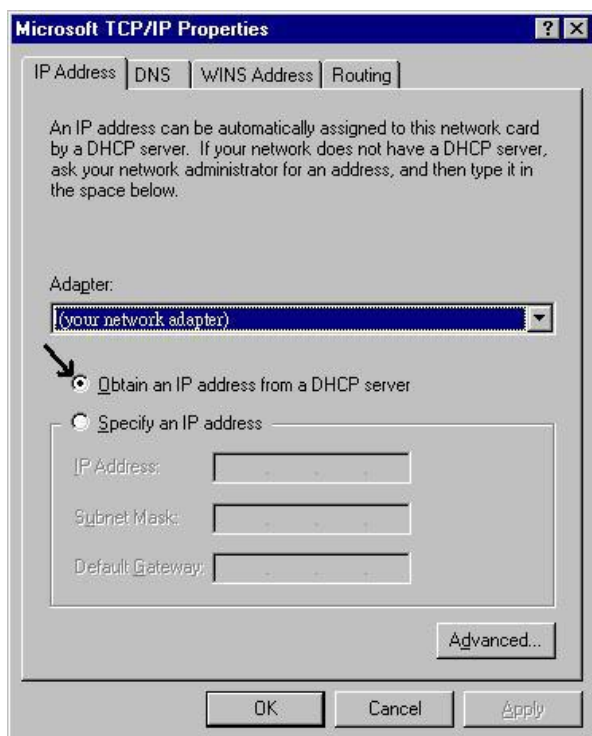 Microsoft TCP/IP Properties
IP Address DNS WINS Address Routing
An IP address can be automatically assigned to this network card
by a DHCP server. If your network does not have a DHCP server,
ask your network administrator for an address, and then type it in
the space below.
Adapter:
(your network adapter)
Obtain an IP address from a DHCP server
Specify an IP address
IP Address:
Subnet Mask:
Default Gateway:
Advanced...
OK Cancel Apply